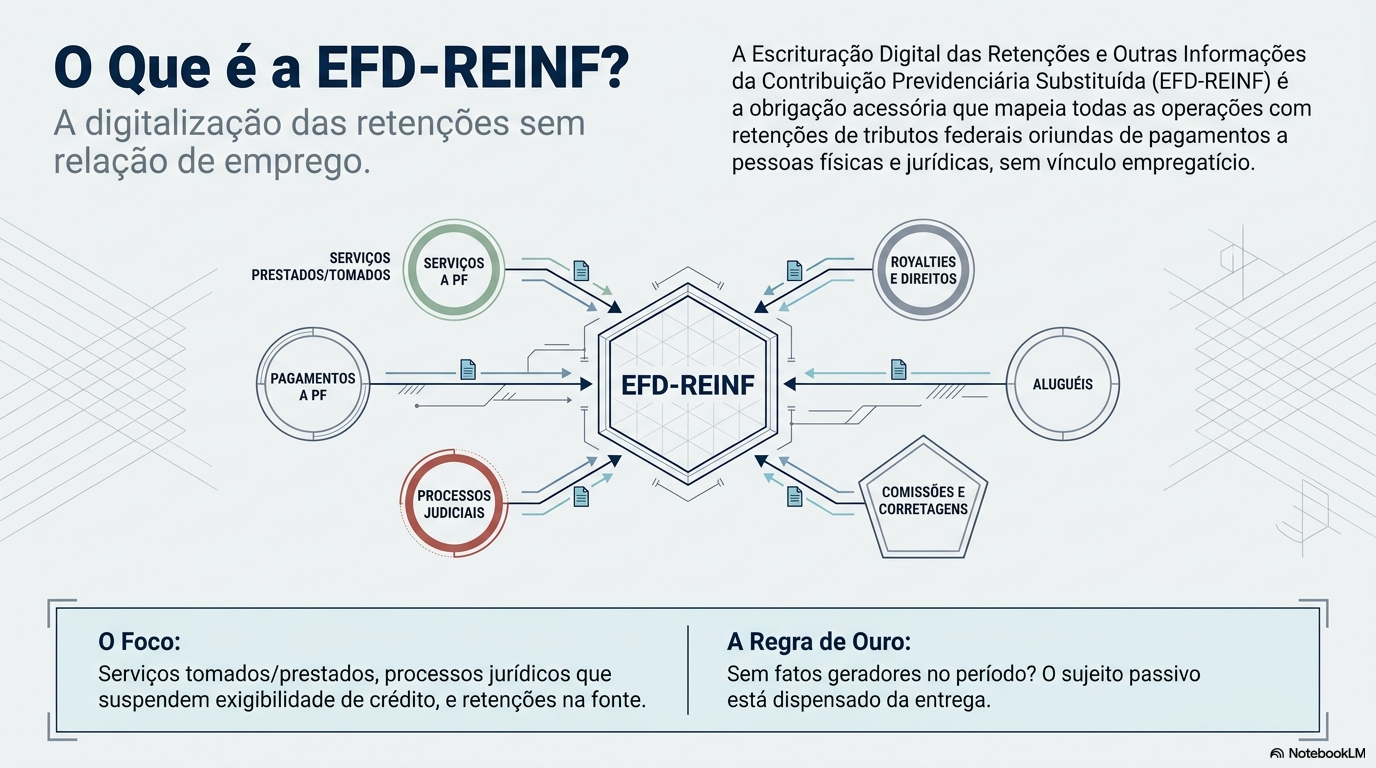 O Que é a EFD-REINF?
A digitalização das retenções sem
relação de emprego.
A Escrituração Digital das Retenções e Outras Informações
da Contribuição Previdenciária Substituída (EFD-REINF) é
a obrigação acessória que mapeia todas as operações com
retenções de tributos federais oriundas de pagamentos a
pessoas físicas e jurídicas, sem vínculo empregatício.
SERVIÇOS
PRESTADOS/TOMADOS
SERVIÇOS
A PF
ROYALTIES
E DIREITOS
PAGAMENTOS
A PF
EFD-REINF
ALUGUÉIS
PROCESSOS
JUDICIAIS
COMISSÕES E
CORRETAGENS
O Foco:
Serviços tomados/prestados, processos jurídicos que
suspendem exigibilidade de crédito, e retenções na fonte.
A Regra de Ouro:
Sem fatos geradores no período? O sujeito passivo
está dispensado da entrega.
NotebookLM